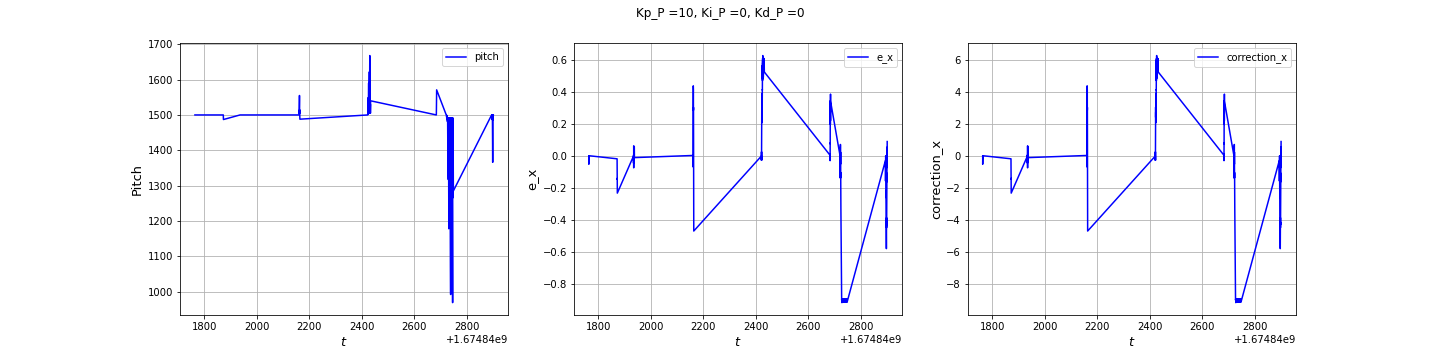 Kp_P =10, Ki_P =0, Kd_P =0
Pitch
1700
1600
1500
1400
1300
1200
1100
1000
pitch
1800 2000 2200 2400 2600 2800
t
+1.67484e9
e_x
0.6
0.4
0.2
0.0
−0.2
−0.4
−0.6
−0.8
e_x
1800 2000 2200 2400 2600 2800
t
+1.67484e9
correction_x
6
4
2
0
−2
−4
−6
−8
correction_x
1800 2000 2200 2400 2600 2800
t
+1.67484e9